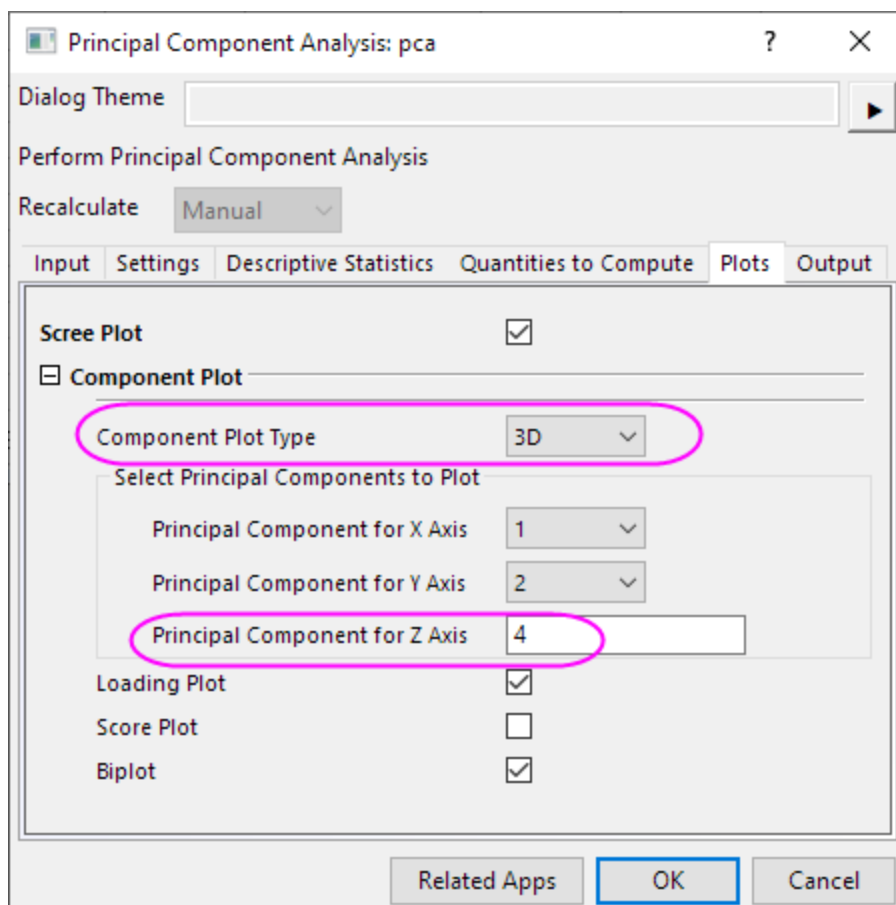 Principal Component Analysis: pca
Dialog Theme
Perform Principal Component Analysis
Recalculate Manual
Input Settings Descriptive Statistics Quantities to Compute Plots Output
Scree Plot
Component Plot
Component Plot Type 3D
Select Principal Components to Plot
Principal Component for X Axis 1
Principal Component for Y Axis 2
Principal Component for Z Axis 4
Loading Plot
Score Plot
Biplot
Related Apps OK Cancel